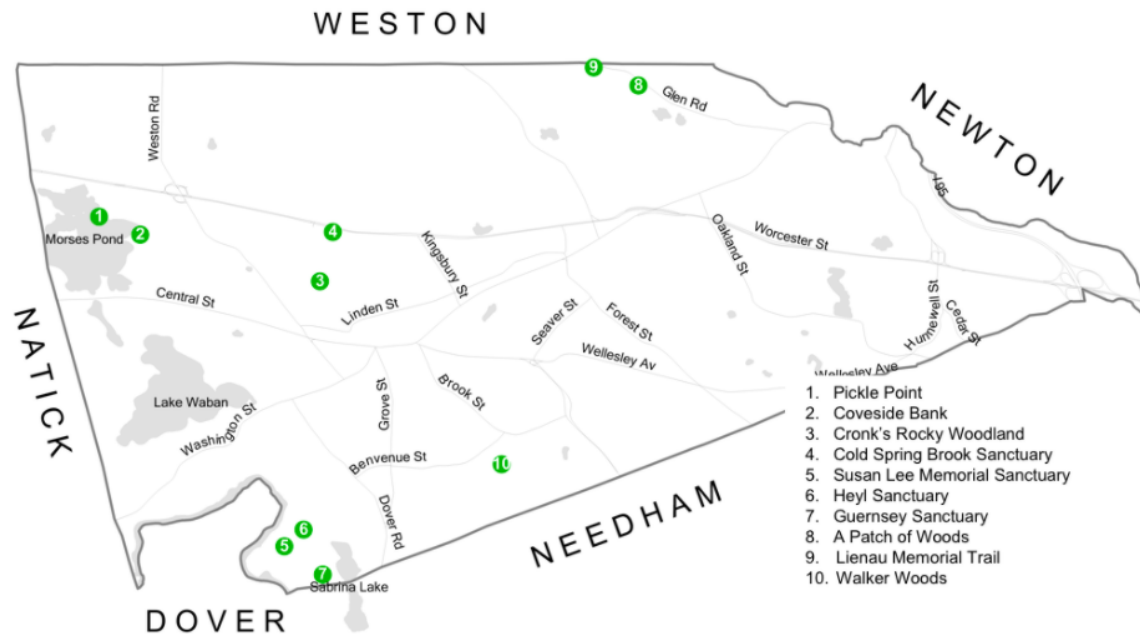 WESTON
NEWTON
NATICK
NEEDHAM
DOVER
9
8
Glen Rd
Weston Rd
I 95
1
2
Morses Pond
4
3
Kingsbury St
Oakland St
Worcester St
Central St
Linden St
Seaver St
Forest St
Hunnewell St
Cedar St
Wellesley Av
Wellesley Ave
Lake Waban
Grove St
Brook St
Washington St
Benvenue St
10
Dover Rd
6
5
7
Sabrina Lake
1. Pickle Point
2. Coveside Bank
3. Cronk's Rocky Woodland
4. Cold Spring Brook Sanctuary
5. Susan Lee Memorial Sanctuary
6. Heyl Sanctuary
7. Guernsey Sanctuary
8. A Patch of Woods
9. Lienau Memorial Trail
10. Walker Woods